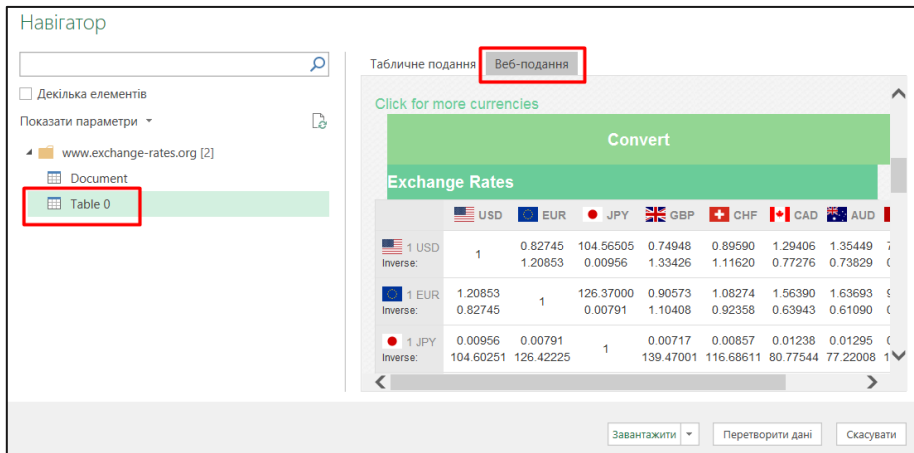 Навігатор
Декілька елементів
Показати параметри
www.exchange-rates.org [2]
Document
Table 0
Табличне подання Веб-подання
Click for more currencies
Convert
Exchange Rates
USD EUR JPY GBP CHF CAD AUD
1 USD 1 0.82745 104.56505 0.74948 0.89590 1.29406 1.35449
Inverse: 1.20853 0.00956 1.33426 1.11620 0.77276 0.73829
1 EUR 1.20853 1 126.37000 0.90573 1.08274 1.56390 1.63693
Inverse: 0.82745 0.00791 1.10408 0.92358 0.63943 0.61090
1 JPY 0.00956 0.00791 1 0.00717 0.00857 0.01238 0.01295
Inverse: 104.60251 126.42225 139.47001 116.68611 80.77544 77.22008
Завантажити Перетворити дані Скасувати